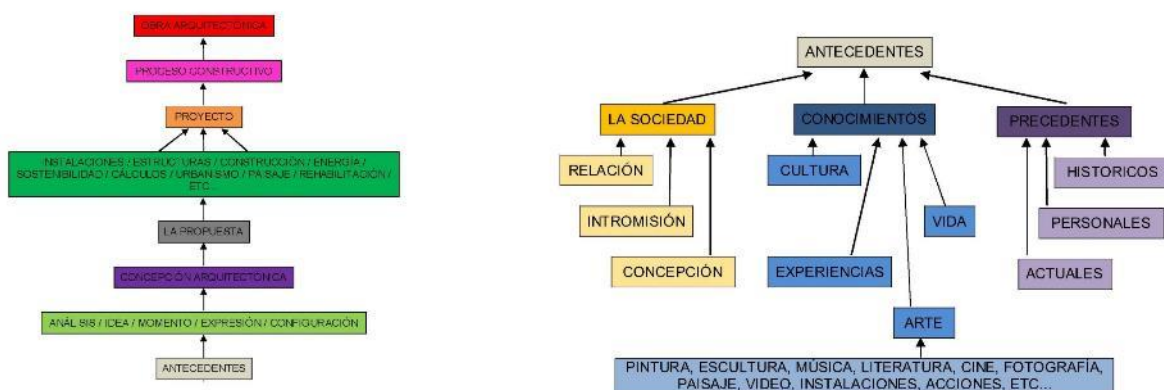 OBRA ARQUITECTÓNICA
PROCESO CONSTRUCTIVO
PROYECTO
INSTALACIONES / ESTRUCTURAS / CONSTRUCCIÓN / ENERGÍA /
SOSTENIBILIDAD / CÁLCULOS / URBANISMO / PAISAJE / REHABILITACIÓN /
ETC...
LA PROPUESTA
CONCEPCIÓN ARQUITECTÓNICA
ANÁLISIS / IDEA / MOMENTO / EXPRESIÓN / CONFIGURACIÓN
ANTECEDENTES
ANTECEDENTES
LA SOCIEDAD
CONOCIMIENTOS
PRECEDENTES
RELACIÓN
CULTURA
HISTORICOS
INTROMISIÓN
VIDA
PERSONALES
CONCEPCIÓN
EXPERIENCIAS
ACTUALES
ARTE
PINTURA, ESCULTURA, MÚSICA, LITERATURA, CINE, FOTOGRAFÍA,
PAISAJE, VIDEO, INSTALACIONES, ACCIONES, ETC...